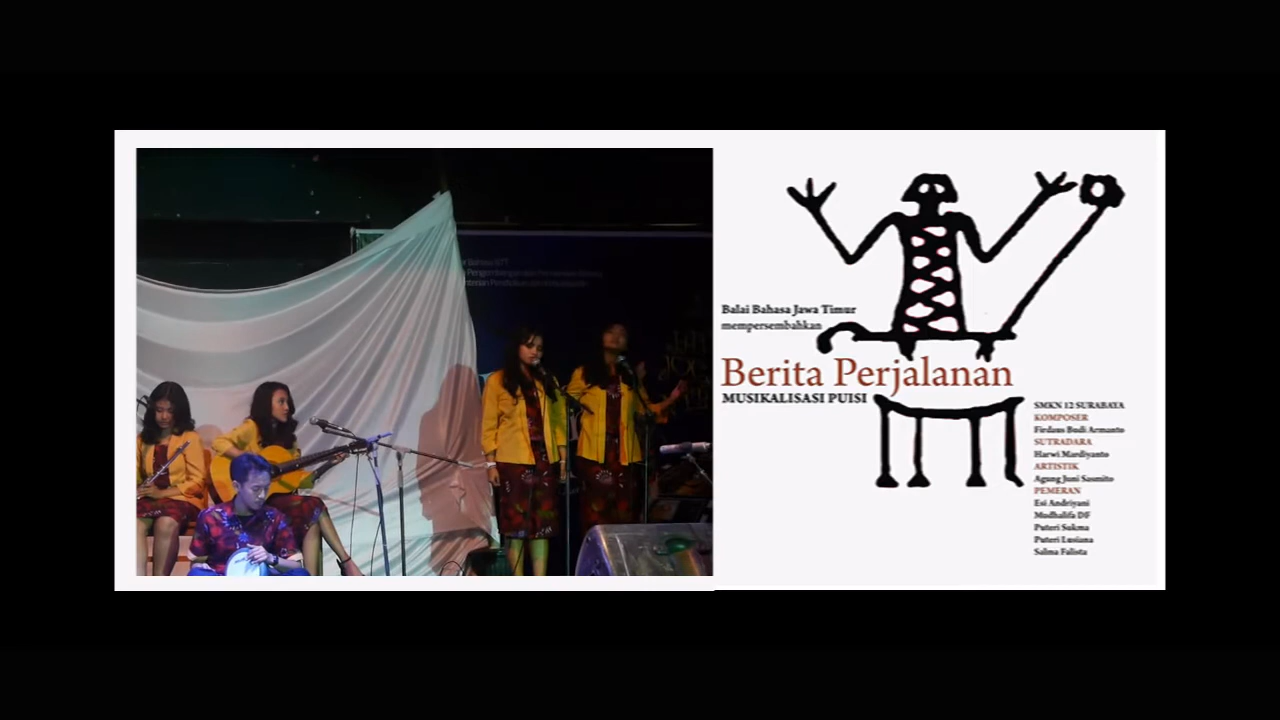 Balai Bahasa Jawa Timur
mempersembahkan
Berita Perjalanan
MUSIKALISASI PUISI
SMKN 12 SURABAYA
KOMPOSER
Firdaus Budi Armanto
SUTRADARA
Harwi Mardiyanto
ARTISTIK
Agung Juni Sasmito
PEMERAN
Esi Andriyani
Mudhalifa DF
Puteri Sukma
Puteri Lusiana
Salma Falista